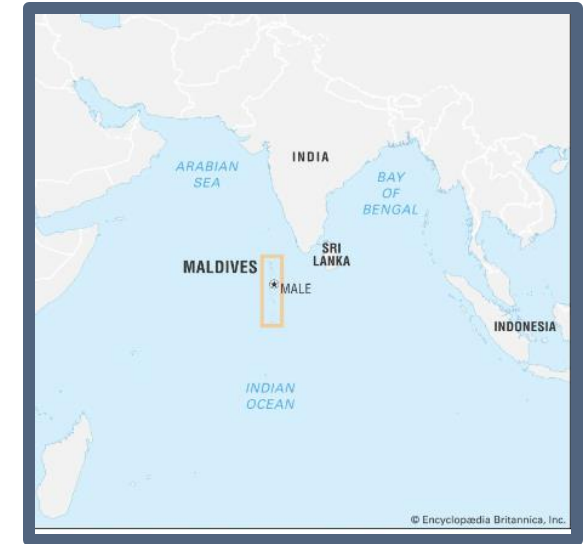 INDIA
ARABIAN
SEA
BAY
OF
BENGAL
SRI
LANKA
MALDIVES
MALE
INDONESIA
INDIAN
OCEAN
© Encyclopædia Britannica, Inc.